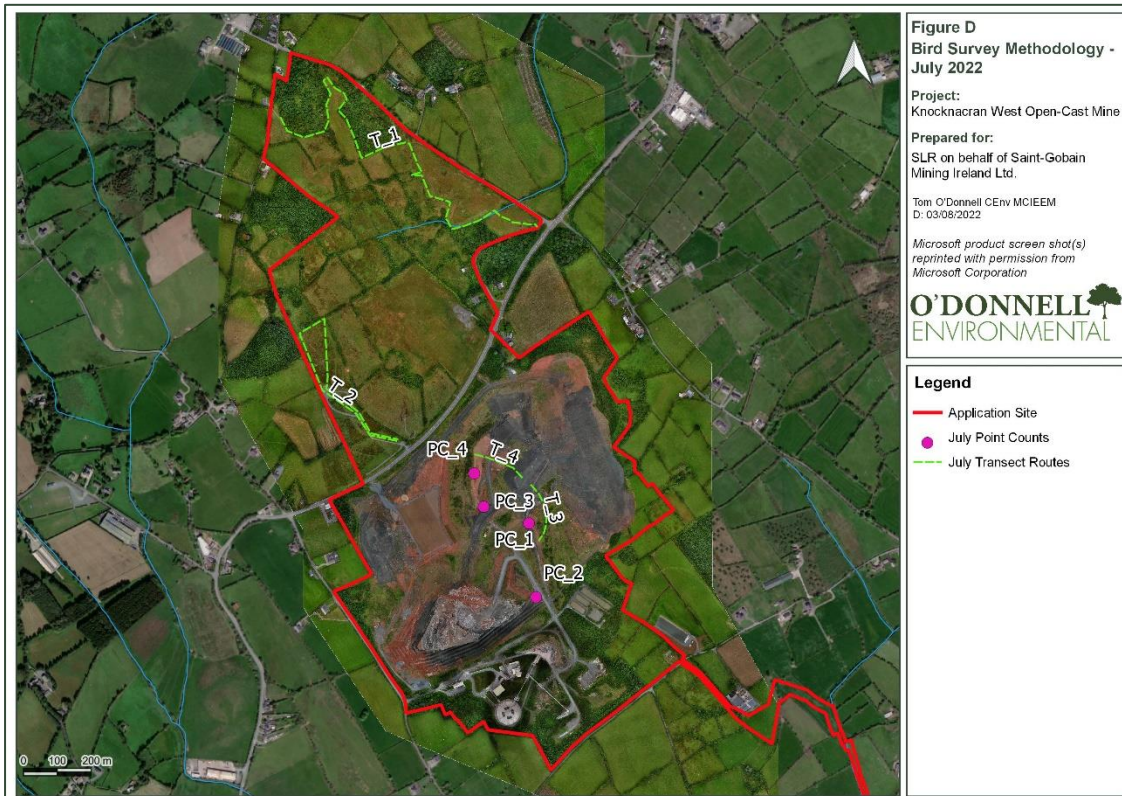 T_1
T_2
PC_4
T_4
PC_3
T_3
PC_1
PC_2
0 100 200 m
Figure D
Bird Survey Methodology -
July 2022
Project:
Knocknacran West Open-Cast Mine
Prepared for:
SLR on behalf of Saint-Gobain
Mining Ireland Ltd.
Tom O'Donnell CEnv MCIEEM
D: 03/08/2022
Microsoft product screen shot(s)
reprinted with permission from
Microsoft Corporation
O'DONNELL
ENVIRONMENTAL
Legend
Application Site
July Point Counts
July Transect Routes